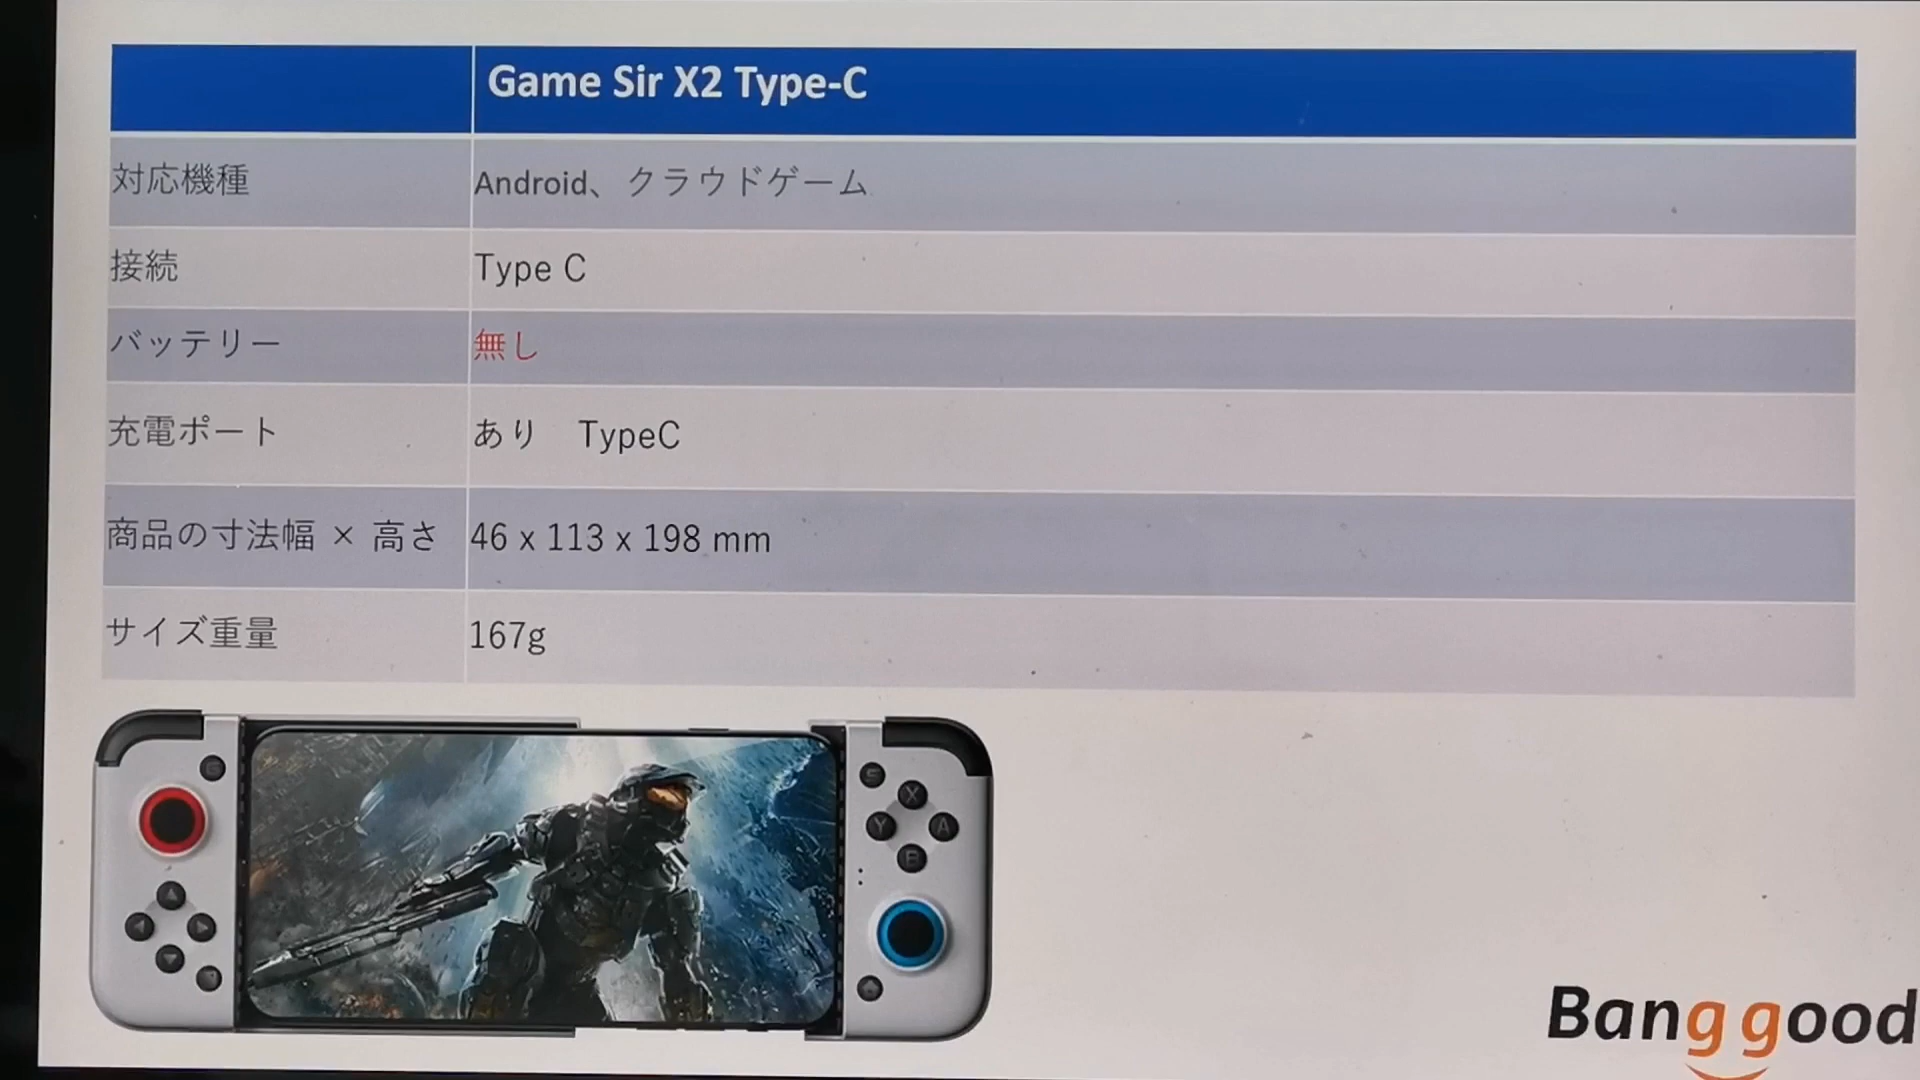 Game Sir X2 Type-C
対応機種 Android、クラウドゲーム
接続 Type C
バッテリー 無し
充電ポート あり TypeC
商品の寸法幅 × 高さ 46 x 113 x 198 mm
サイズ重量 167g
S
X
Y A
B
Banggood